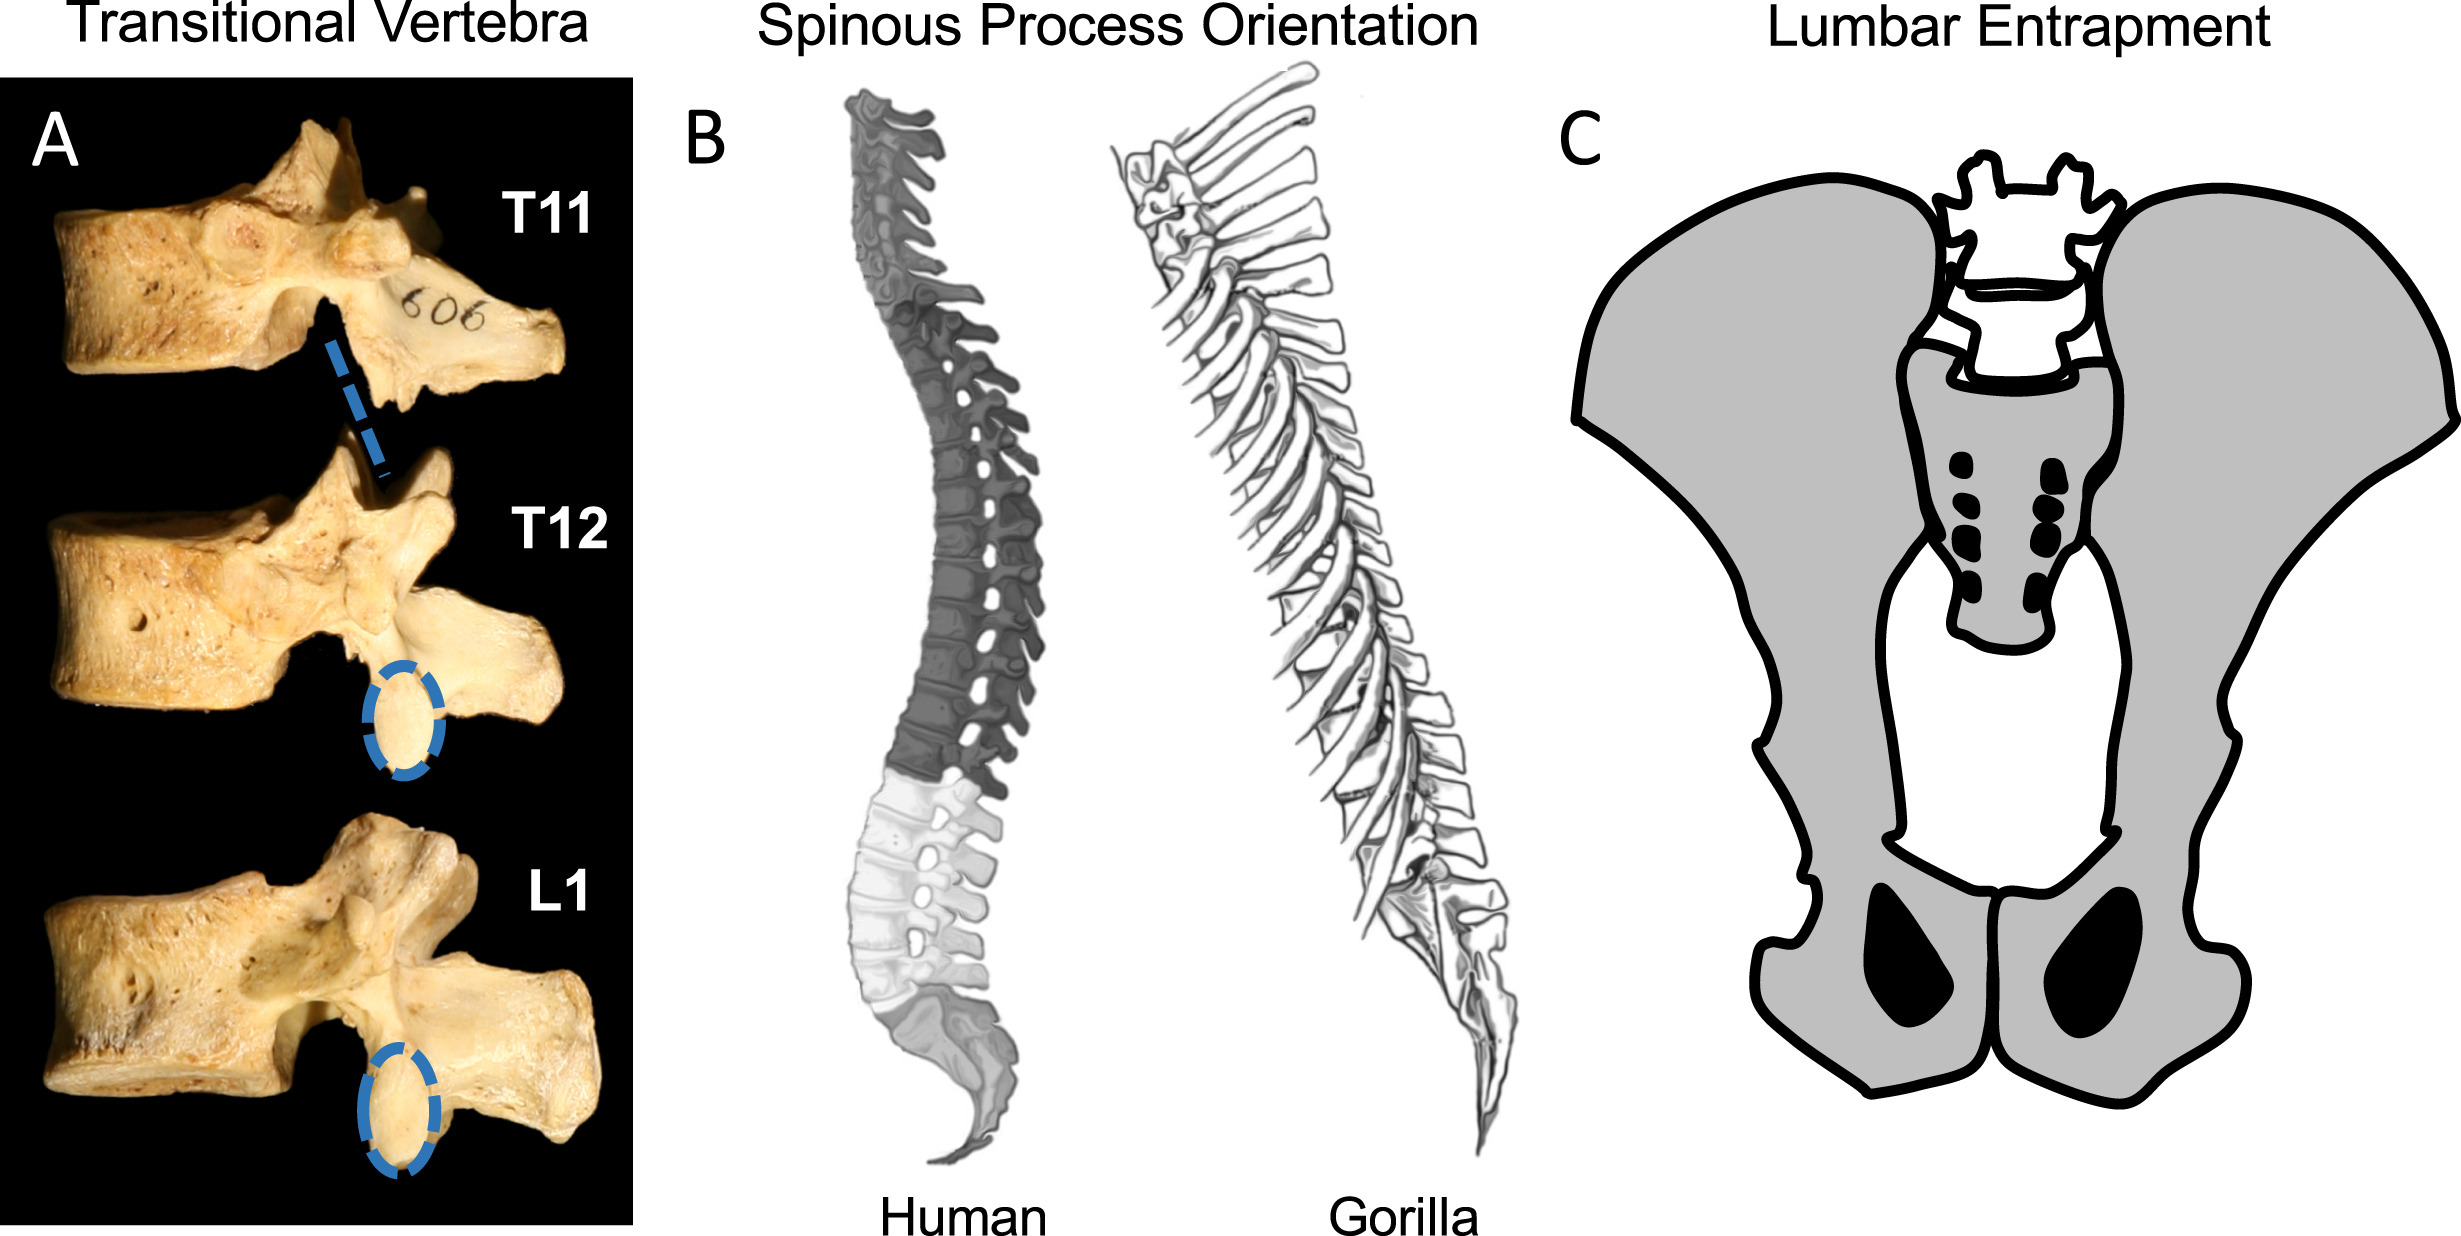 Transitional Vertebra
Spinous Process Orientation
Lumbar Entrapment
A
T11
606
T12
L1
B
Human
Gorilla
C